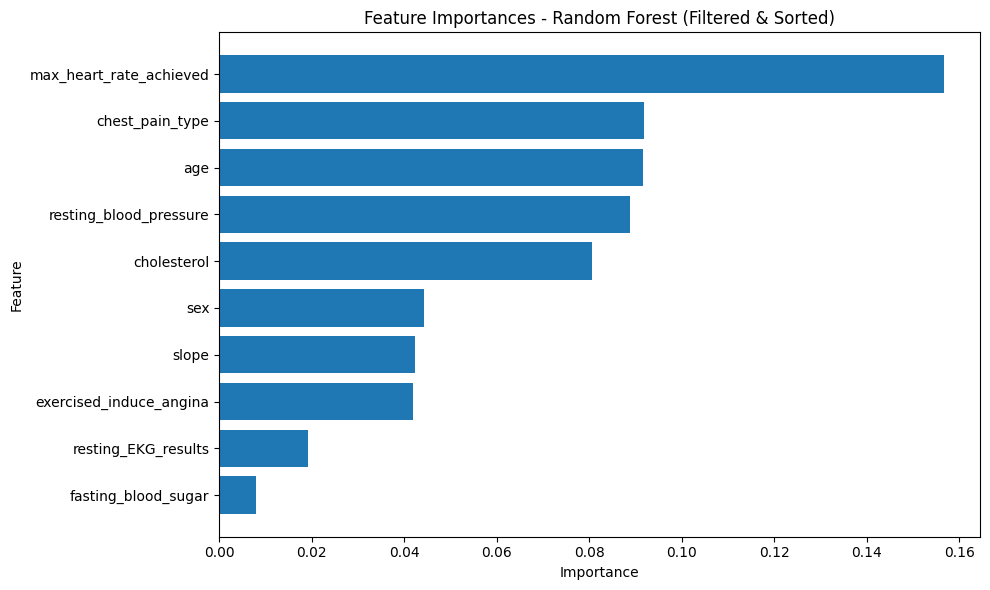 Feature Importances - Random Forest (Filtered & Sorted)
max_heart_rate_achieved
chest_pain_type
age
resting_blood_pressure
cholesterol
sex
slope
exercised_induce_angina
resting_EKG_results
fasting_blood_sugar
Feature
0.00 0.02 0.04 0.06 0.08 0.10 0.12 0.14 0.16
Importance